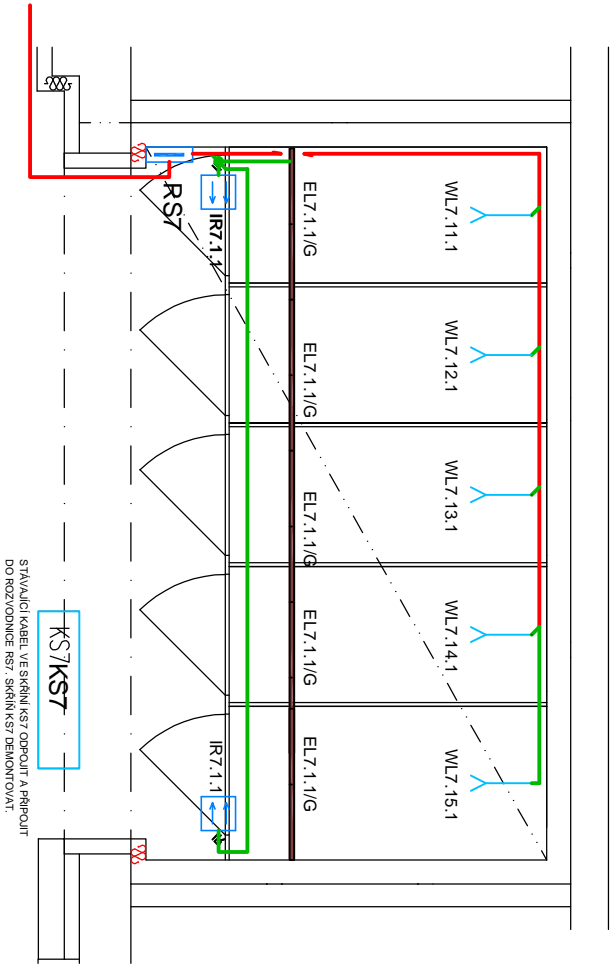 WL7.11.1
WL7.12.1
WL7.13.1
WL7.14.1
WL7.15.1
EL7.1.1/G
EL7.1.1/G
EL7.1.1/G
EL7.1.1/G
EL7.1.1/G
IR7.1.1
IR7.1.1
RS7
KS7
KS7
STÁVAJÍCÍ KABEL VE SKŘÍNI KS7 ODPOJIT A PŘIPOJIT
DO ROZVODNICE RS7. SKŘÍŇ KS7 DEMONTOVAT.